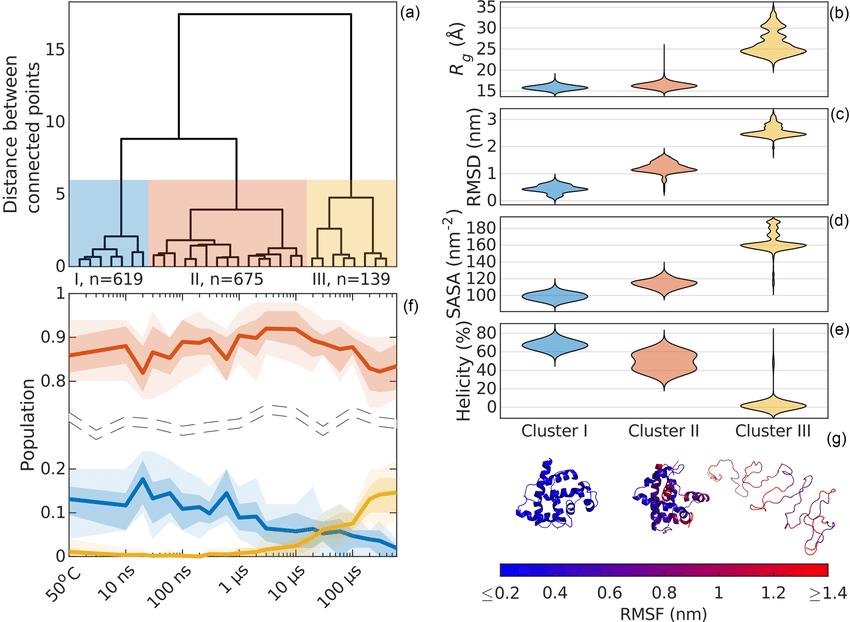 (a)
Distance between
connected points
15
10
5
0
I, n=619
II, n=675
III, n=139
(f)
Population
1
0.9
0.8
0.2
0.1
0
50°C
10 ns
100 ns
1 μs
10 μs
100 μs
(b)
Rg (Å)
35
30
25
20
15
(c)
RMSD (nm)
3
2
1
0
(d)
SASA (nm⁻²)
180
160
140
120
100
(e)
Helicity (%)
80
60
40
20
0
Cluster I
Cluster II
Cluster III
(g)
≤0.2
0.4
0.6
0.8
1
1.2
≥1.4
RMSF (nm)